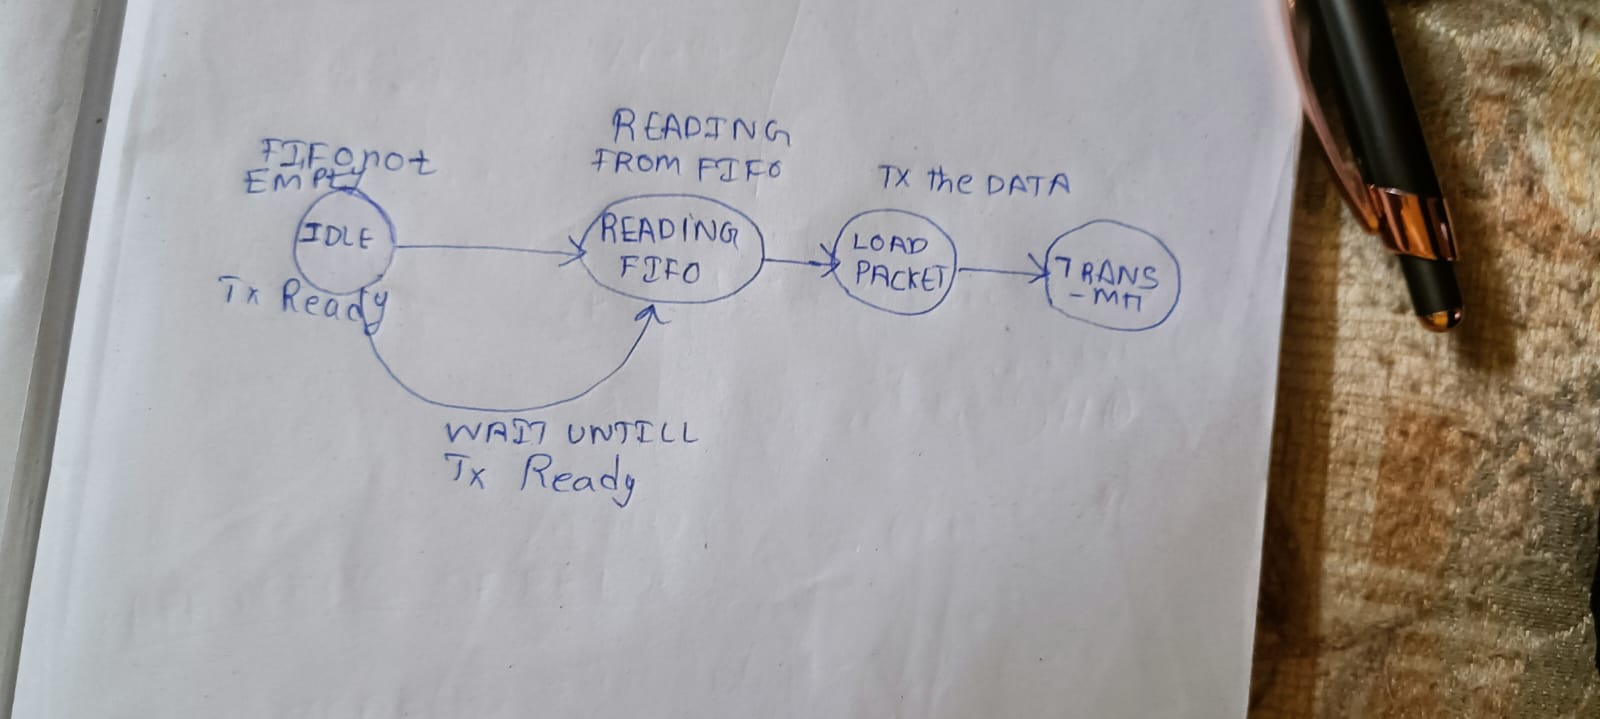 FIFO not
EMPTY
IDLE
Tx Ready
READING
FROM FIFO
READING
FIFO
TX the DATA
LOAD
PACKET
TRANS
-MIT
WAIT UNTILL
Tx Ready